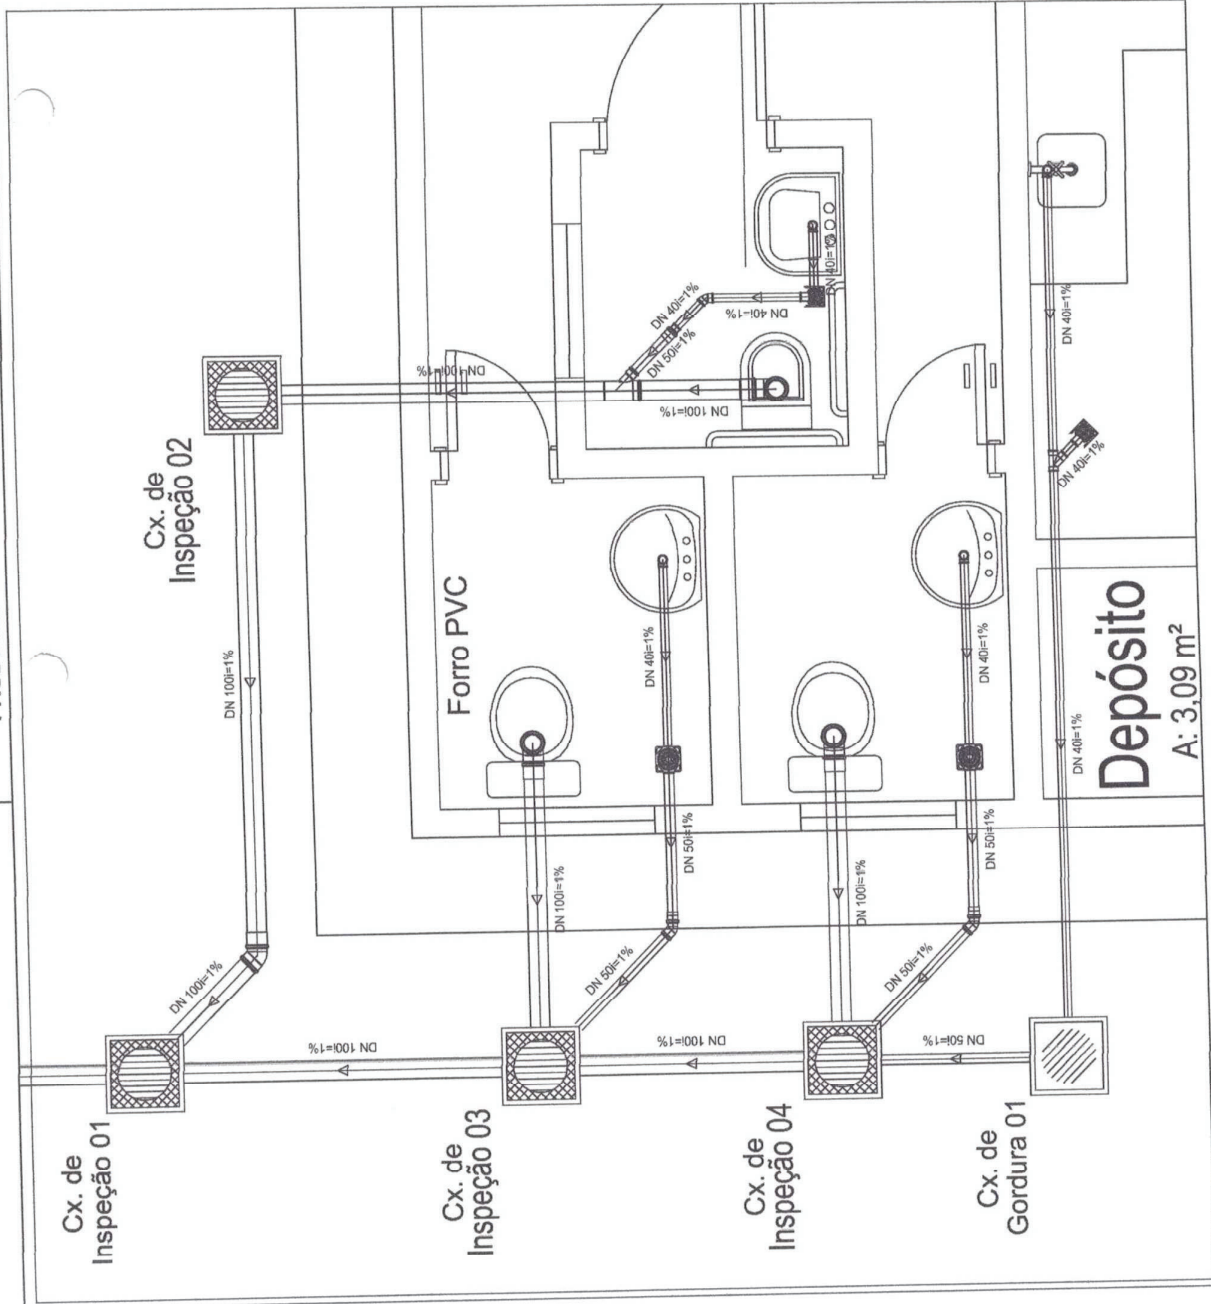 Cx. de
Inspeção 02
DN 100i=1%
DN 100i=1%
DN 100i=1%
DN 40i=1%
DN 50i=1%
DN 40i=1%
DN 40i=1%
DN 100i=1%
Forro PVC
DN 40i=1%
DN 40i=1%
DN 40i=1%
DN 40i=1%
DN 40i=1%
Depósito
A: 3,09 m²
DN 50i=1%
DN 50i=1%
DN 100i=1%
DN 100i=1%
DN 100i=1%
DN 50i=1%
DN 50i=1%
DN 100i=1%
DN 100i=1%
DN 50i=1%
Cx. de
Inspeção 01
Cx. de
Inspeção 03
Cx. de
Inspeção 04
Cx. de
Gordura 01